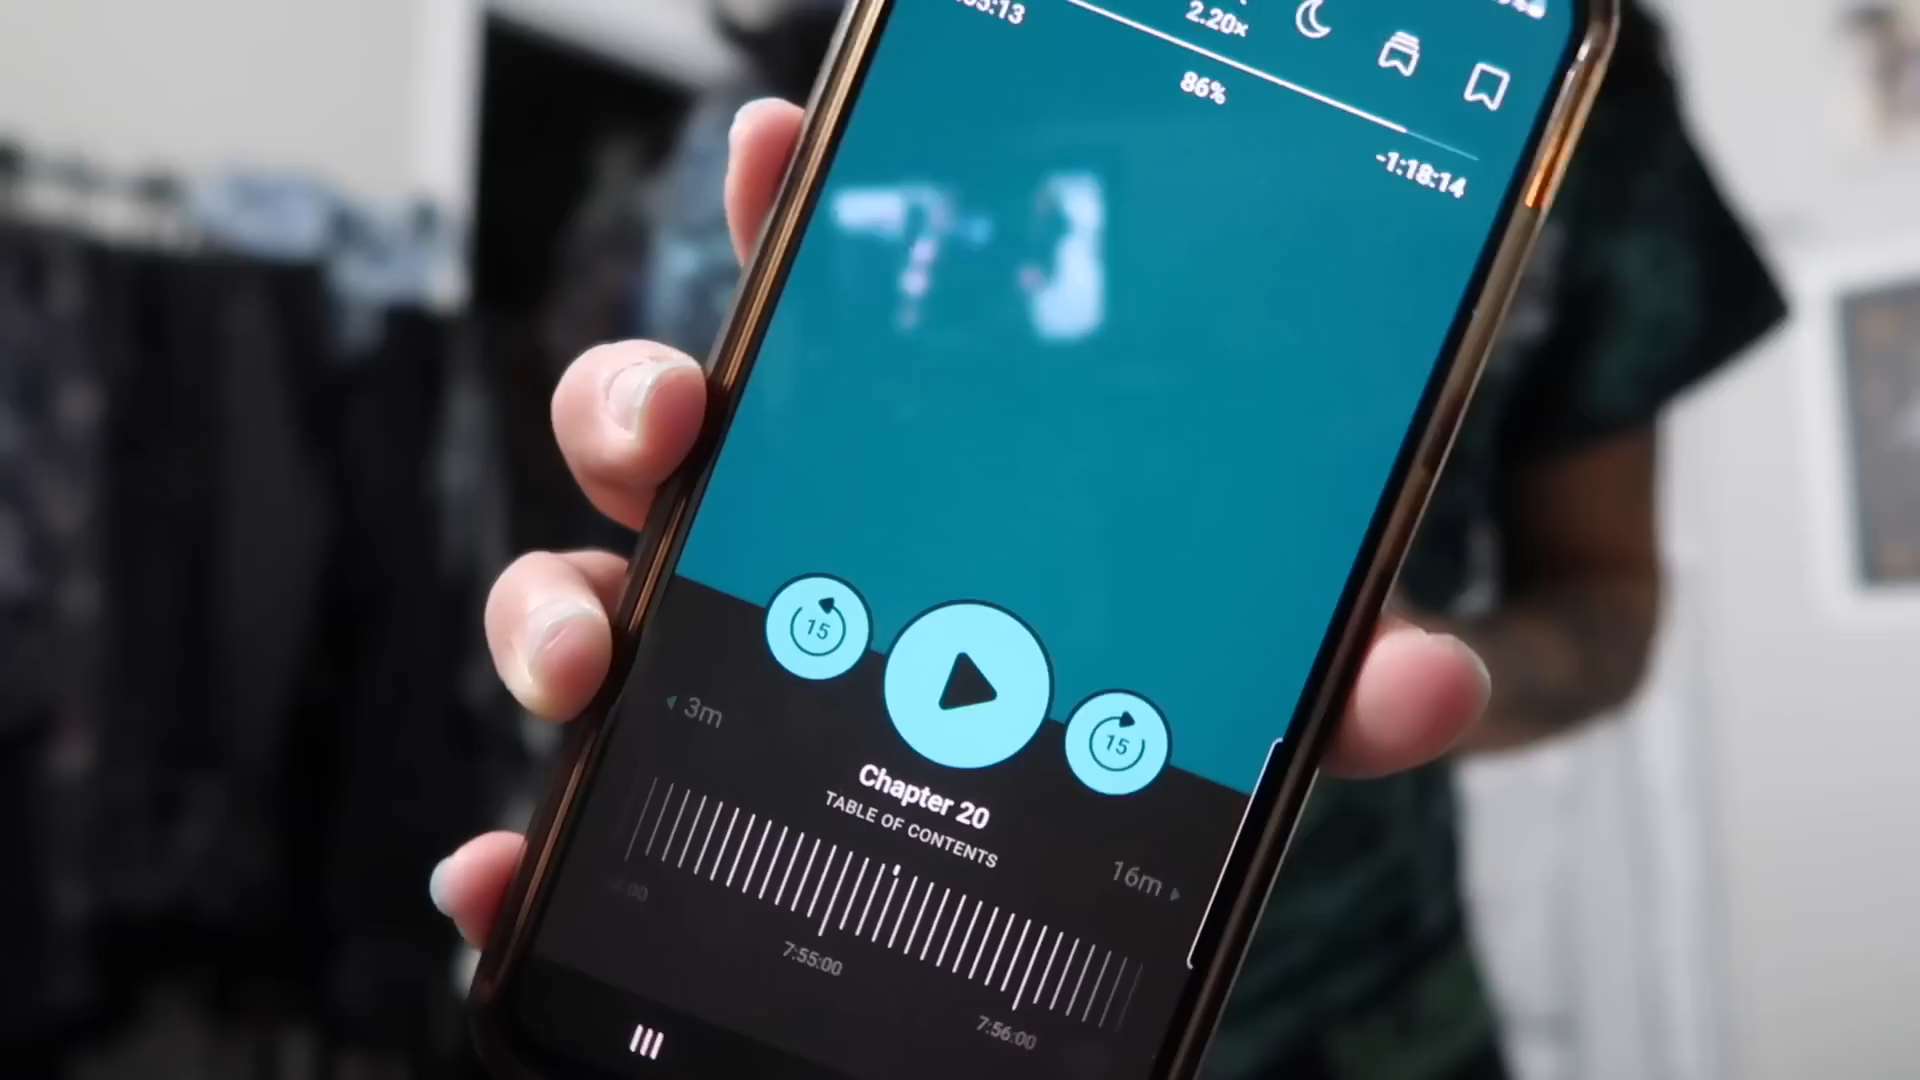 2.20x
86%
-1:18:14
15
15
3m
Chapter 20
TABLE OF CONTENTS
16m
7:55:00
7:56:00